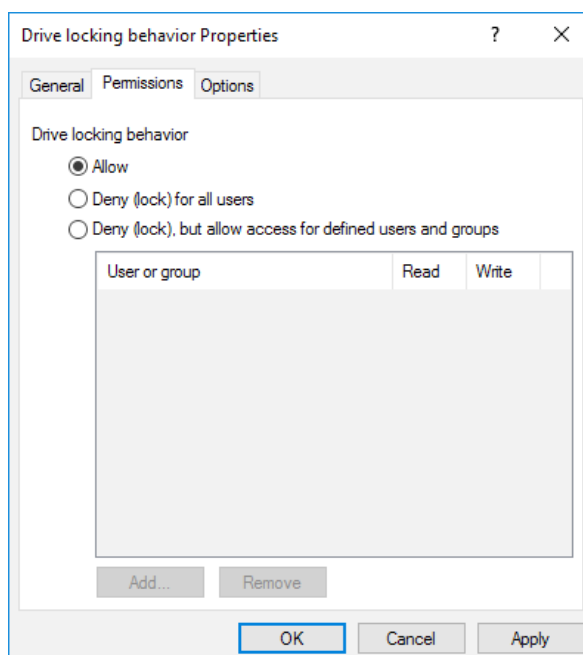 Drive locking behavior Properties ?
General Permissions Options
Drive locking behavior
Allow
Deny (lock) for all users
Deny (lock), but allow access for defined users and groups
User or group Read Write
Add... Remove
OK Cancel Apply